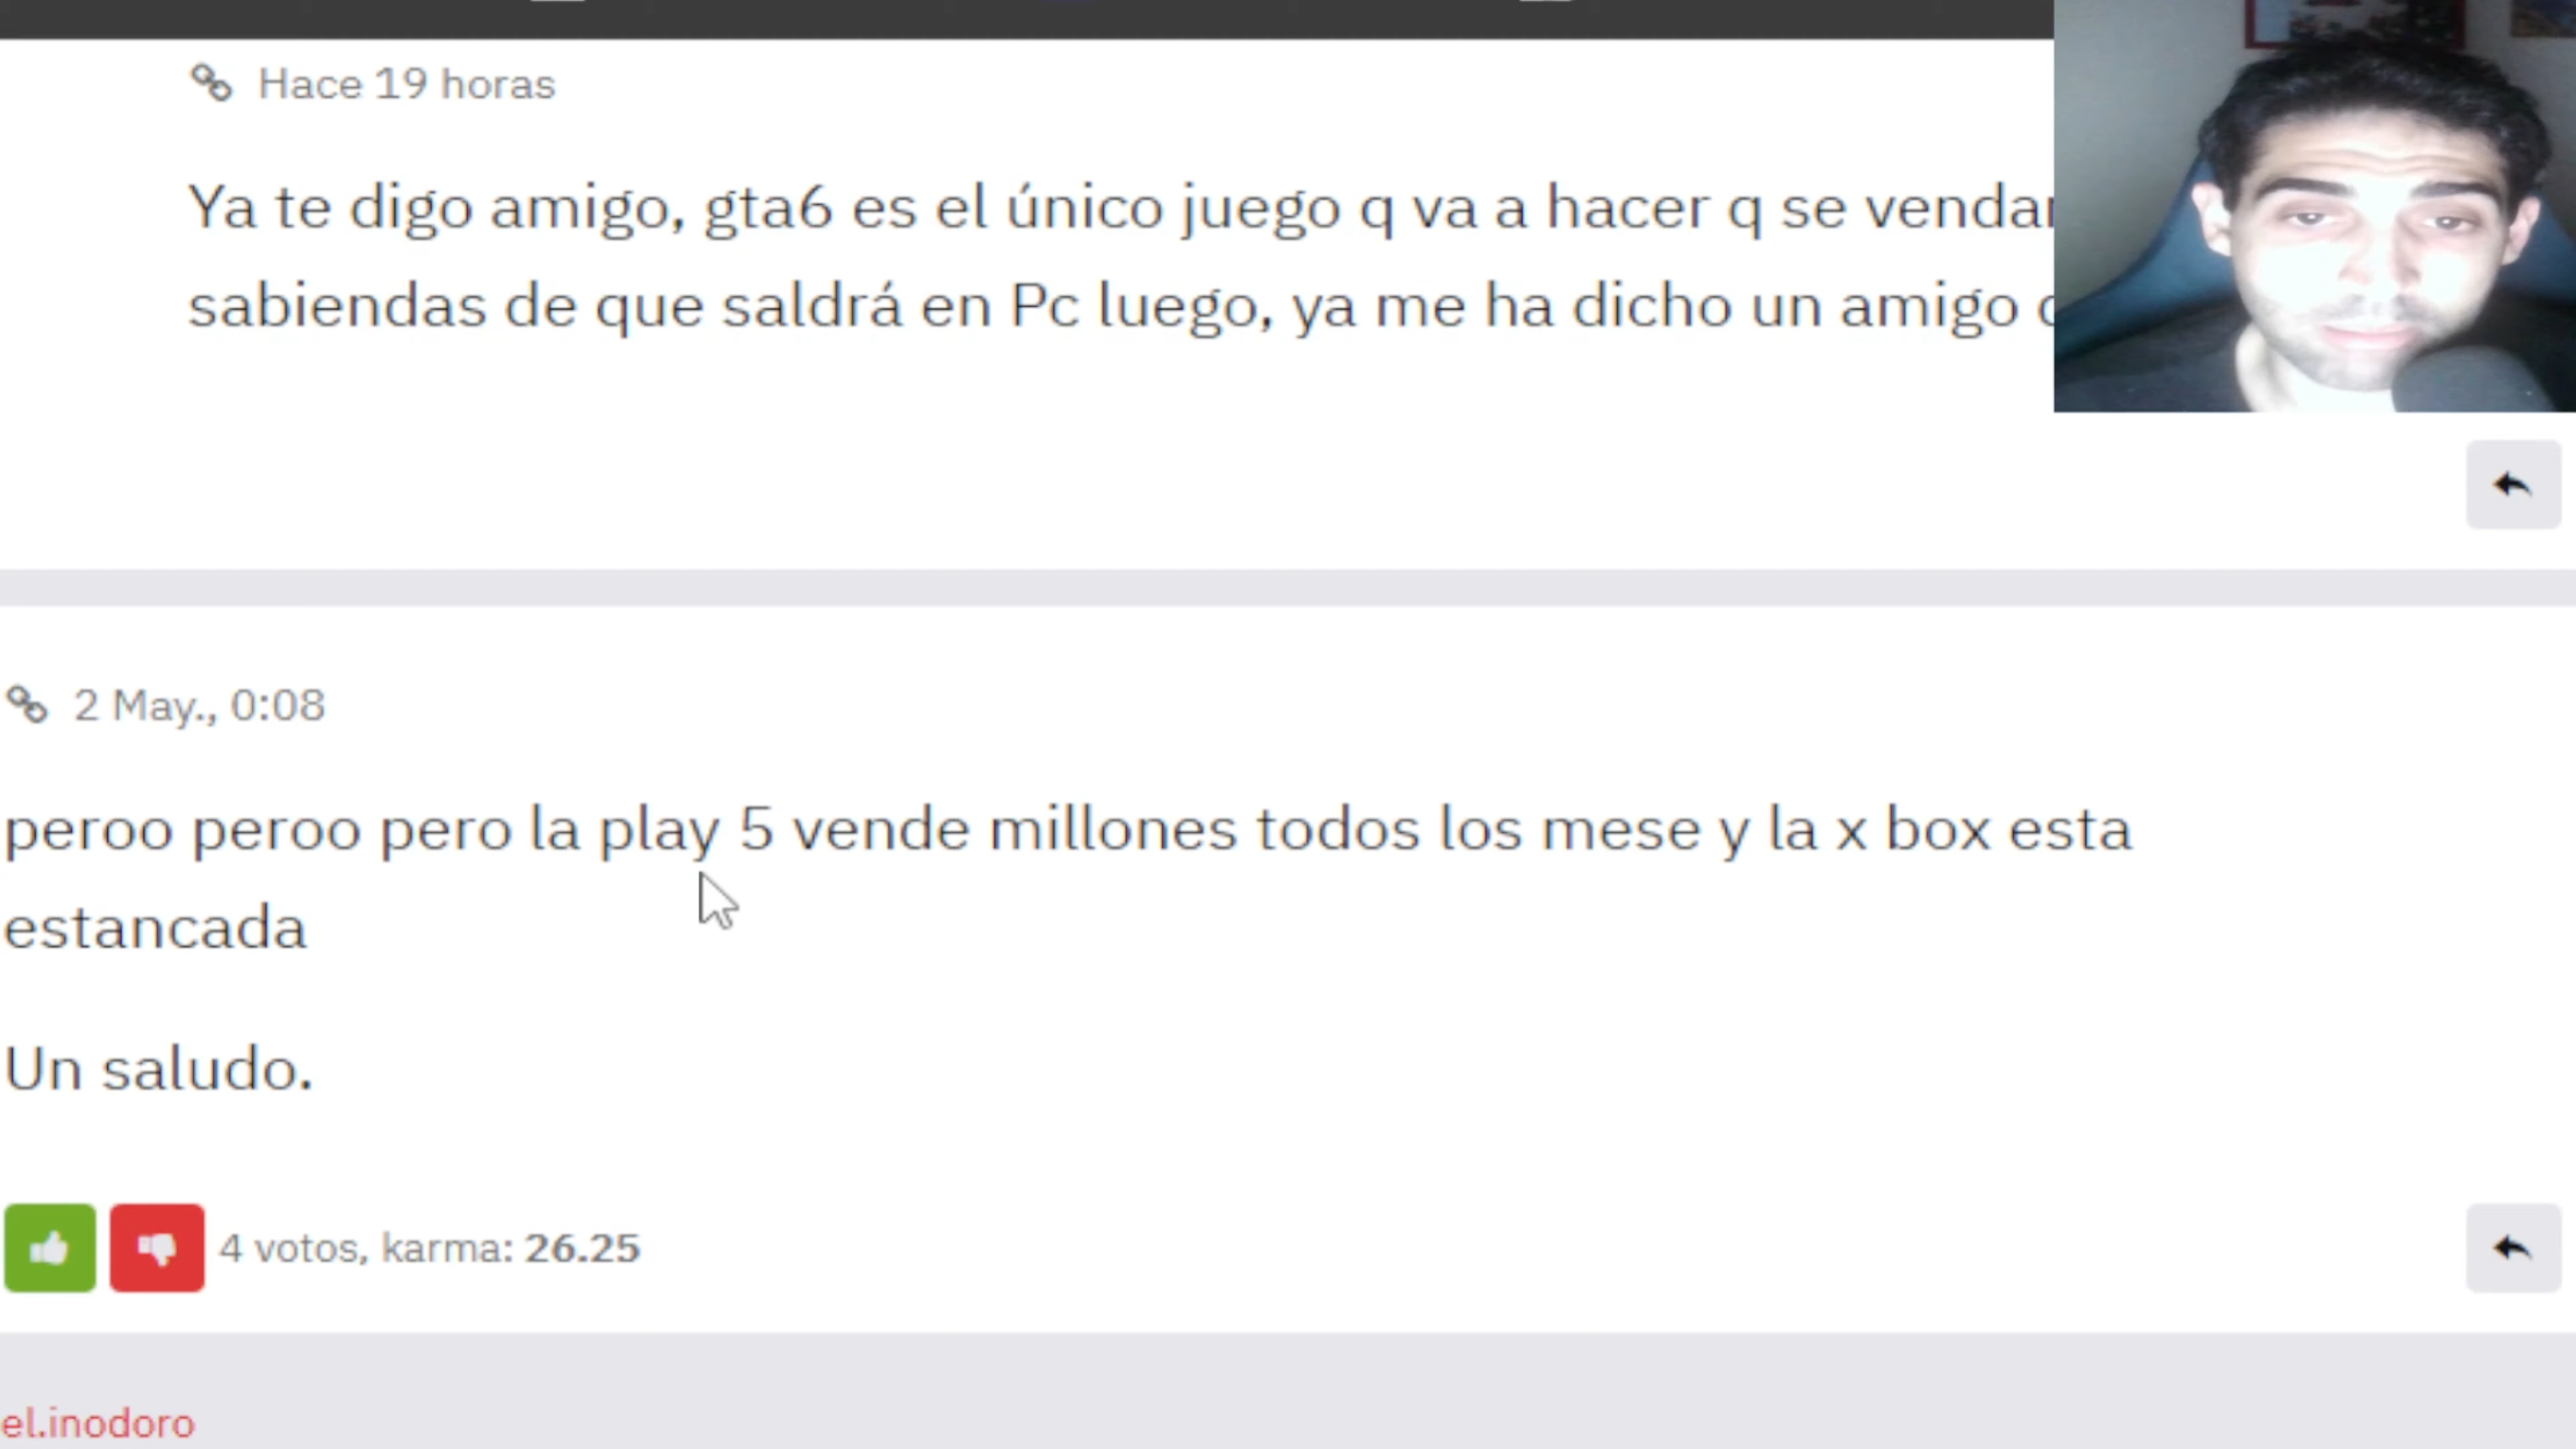 Hace 19 horas
Ya te digo amigo, gta6 es el único juego q va a hacer q se vendan
sabiendas de que saldrá en Pc luego, ya me ha dicho un amigo
2 May., 0:08
peroo peroo pero la play 5 vende millones todos los mese y la x box esta
estancada
Un saludo.
4 votos, karma: 26.25
el.inodoro